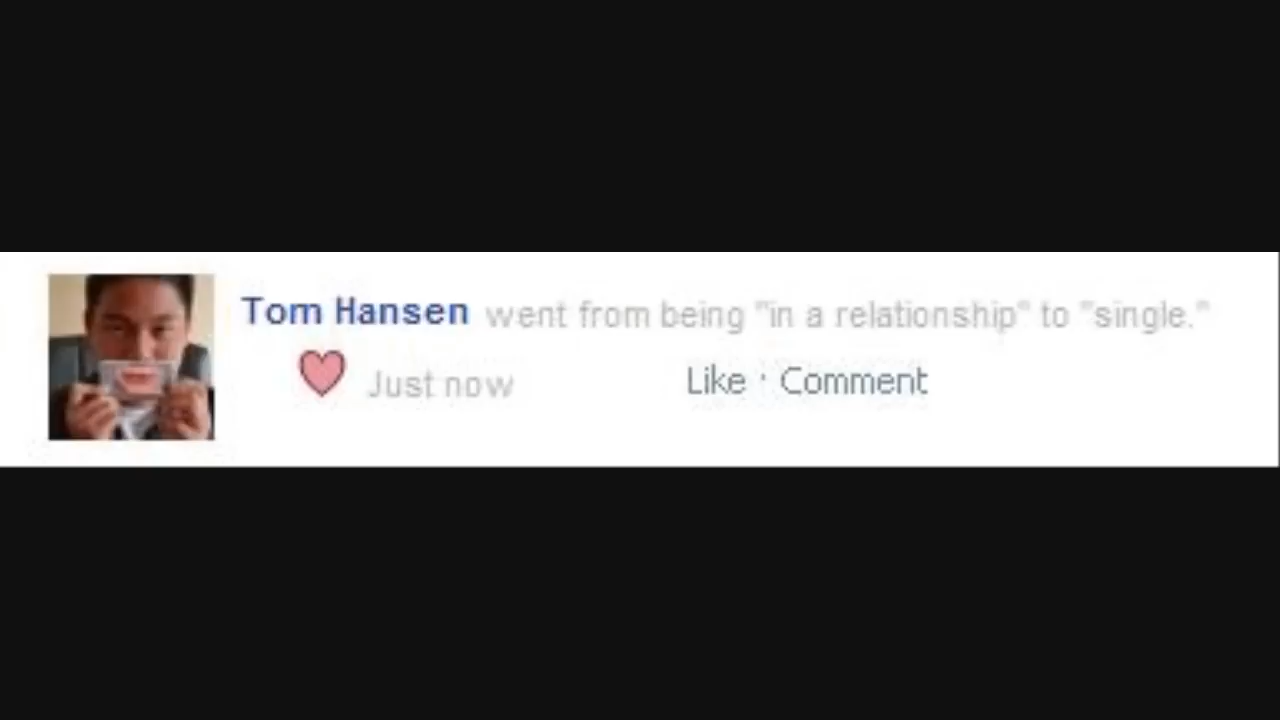 Tom Hansen went from being "in a relationship" to "single."
Just now Like · Comment